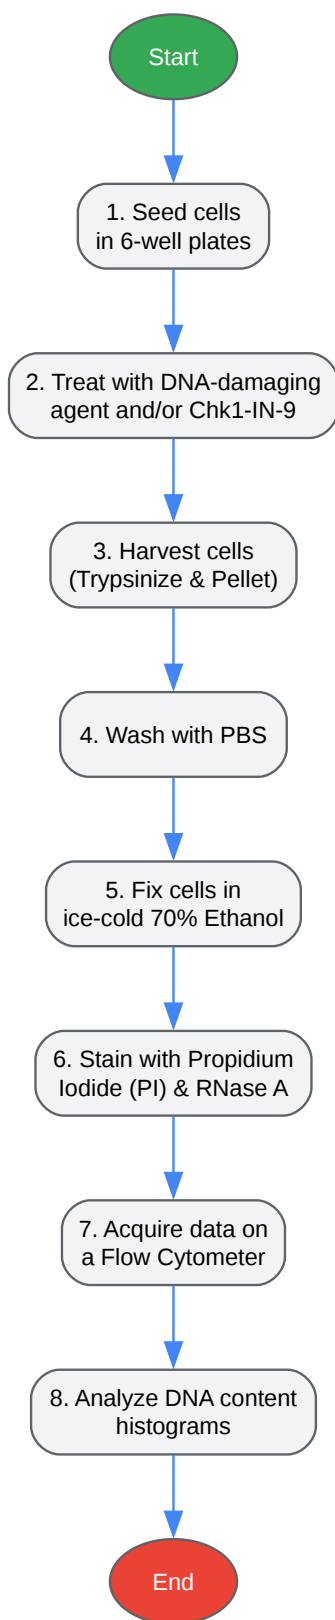 Start
1. Seed cells
in 6-well plates
2. Treat with DNA-damaging
agent and/or Chk1-IN-9
3. Harvest cells
(Trypsinize & Pellet)
4. Wash with PBS
5. Fix cells in
ice-cold 70% Ethanol
6. Stain with Propidium
Iodide (PI) & RNase A
7. Acquire data on
a Flow Cytometer
8. Analyze DNA content
histograms
End